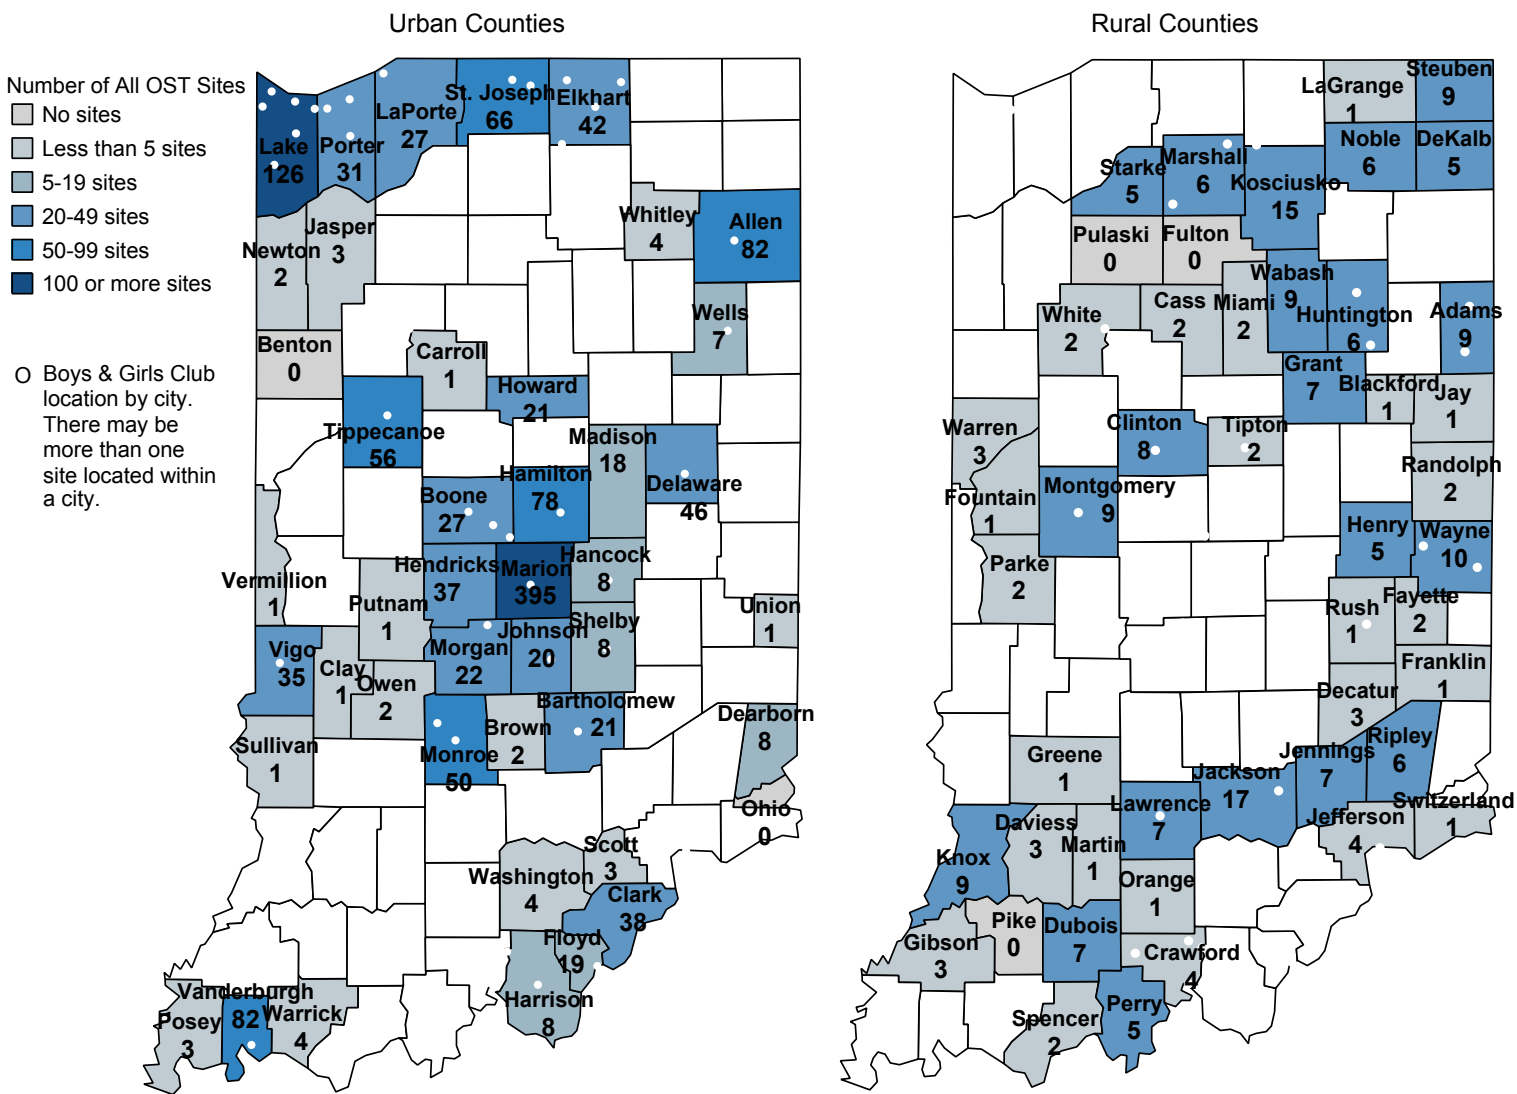 Urban Counties
Rural Counties
Number of All OST Sites
No sites
Less than 5 sites
5-19 sites
20-49 sites
50-99 sites
100 or more sites
O Boys & Girls Club
location by city.
There may be
more than one
site located within
a city.
Lake
126
Porter
31
LaPorte
27
St. Joseph
66
Elkhart
42
Newton
2
Jasper
3
Whitley
4
Allen
82
Wells
7
Benton
0
Carroll
1
Howard
21
Tippecanoe
56
Madison
18
Delaware
46
Hamilton
78
Boone
27
Vermillion
1
Hendricks
37
Marion
395
Hancock
8
Putnam
1
Union
1
Vigo
35
Clay
1
Owen
2
Morgan
22
Johnson
20
Shelby
8
Sullivan
1
Monroe
50
Brown
2
Bartholomew
21
Dearborn
8
Ohio
0
Scott
3
Washington
4
Clark
38
Floyd
19
Harrison
8
Vanderburgh
82
Posey
3
Warrick
4
LaGrange
1
Steuben
9
Noble
6
DeKalb
5
Starke
5
Marshall
6
Kosciusko
15
Pulaski
0
Fulton
0
White
2
Cass
2
Miami
2
Wabash
9
Huntington
6
Adams
9
Grant
7
Blackford
1
Jay
1
Warren
3
Clinton
8
Tipton
2
Randolph
2
Fountain
1
Montgomery
9
Henry
5
Wayne
10
Parke
2
Rush
1
Fayette
2
Franklin
1
Decatur
3
Greene
1
Jennings
7
Ripley
6
Jackson
17
Lawrence
7
Jefferson
4
Switzerland
1
Knox
9
Daviess
3
Martin
1
Orange
1
Gibson
3
Pike
0
Dubois
7
Crawford
4
Spencer
2
Perry
5